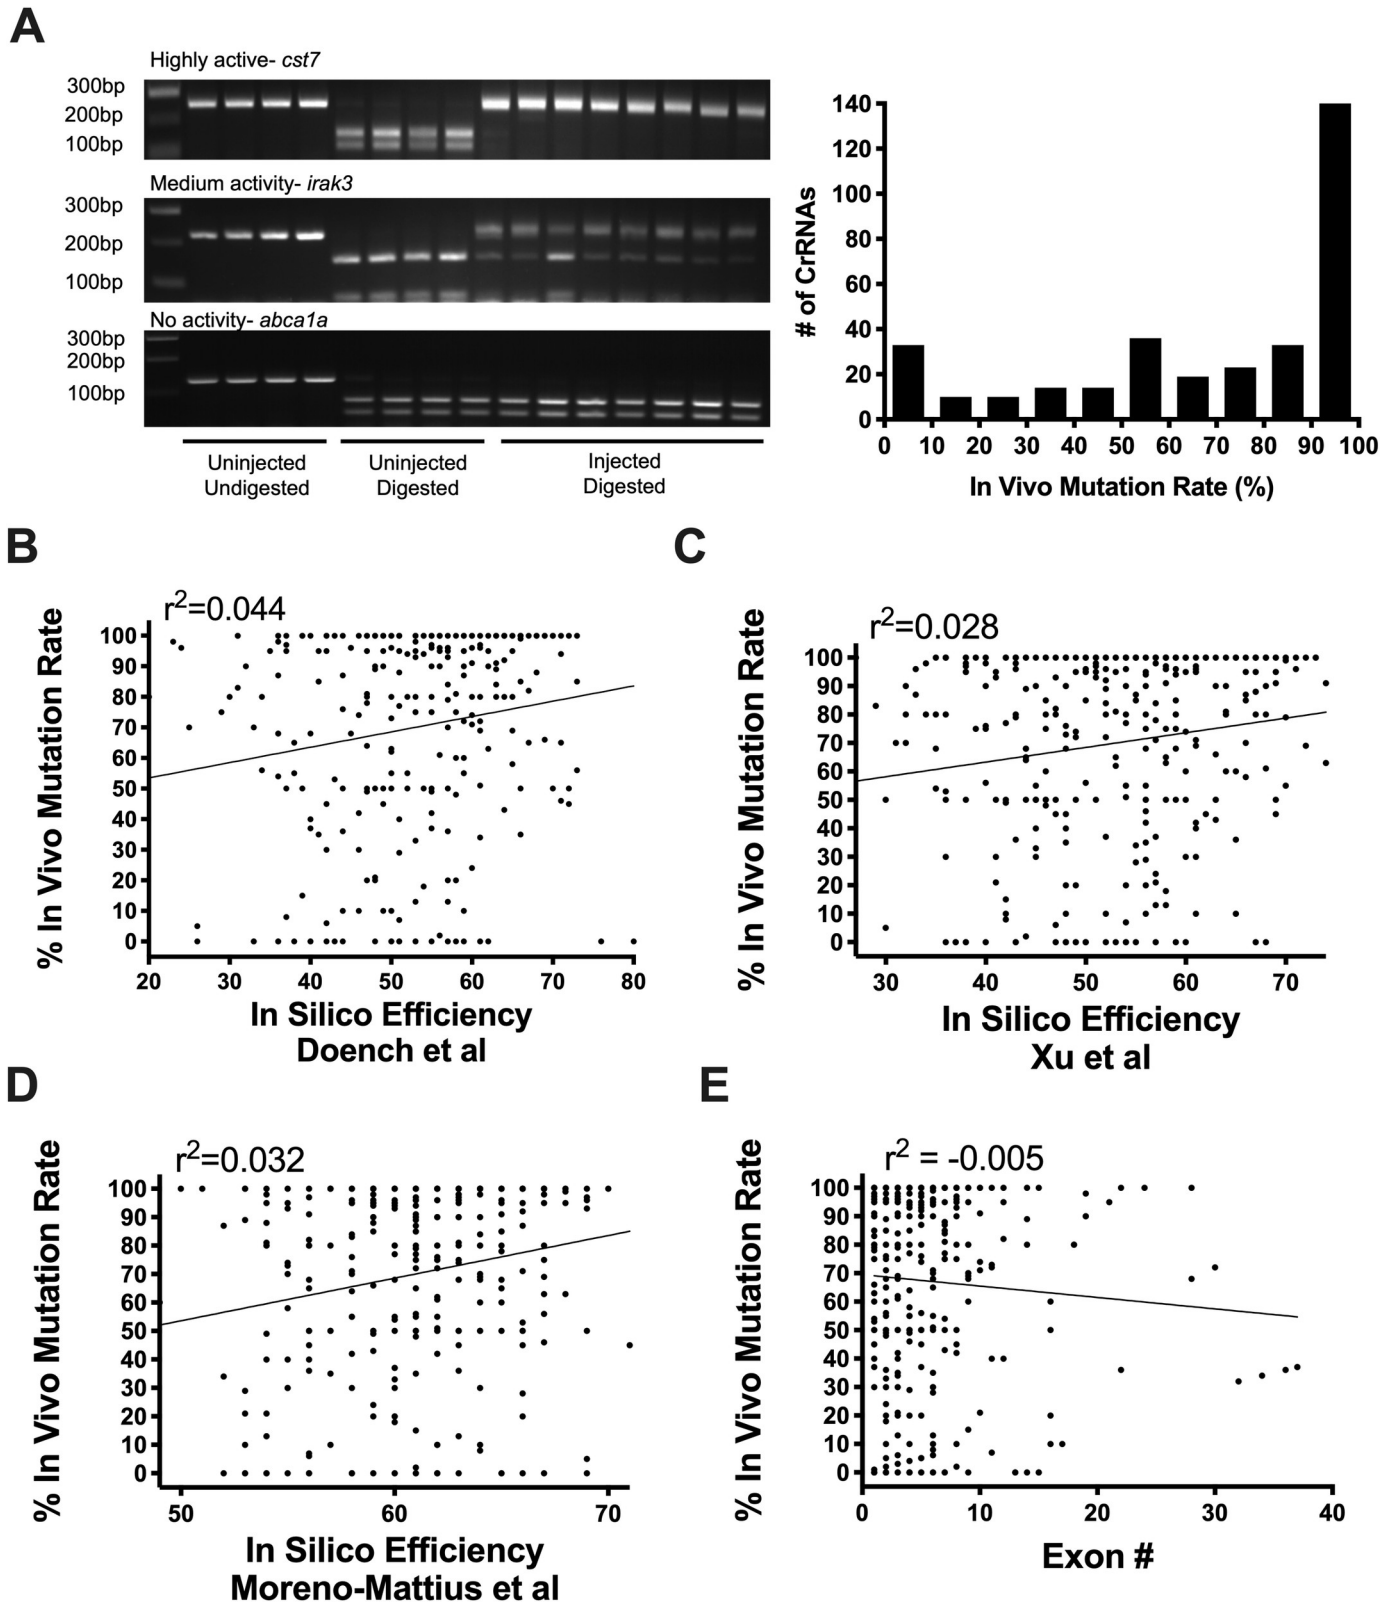 A
Highly active- cst7
300bp
200bp
100bp
Medium activity- irak3
300bp
200bp
100bp
No activity- abca1a
300bp
200bp
100bp
Uninjected
Undigested
Uninjected
Digested
Injected
Digested
# of CrRNAs
140
120
100
80
60
40
20
0
0 10 20 30 40 50 60 70 80 90 100
In Vivo Mutation Rate (%)
B
r2=0.044
% In Vivo Mutation Rate
100
90
80
70
60
50
40
30
20
10
0
20 30 40 50 60 70 80
In Silico Efficiency
Doench et al
C
r2=0.028
% In Vivo Mutation Rate
100
90
80
70
60
50
40
30
20
10
0
30 40 50 60 70
In Silico Efficiency
Xu et al
D
r2=0.032
% In Vivo Mutation Rate
100
90
80
70
60
50
40
30
20
10
0
50 60 70
In Silico Efficiency
Moreno-Mattius et al
E
r2 = -0.005
% In Vivo Mutation Rate
100
90
80
70
60
50
40
30
20
10
0
0 10 20 30 40
Exon #